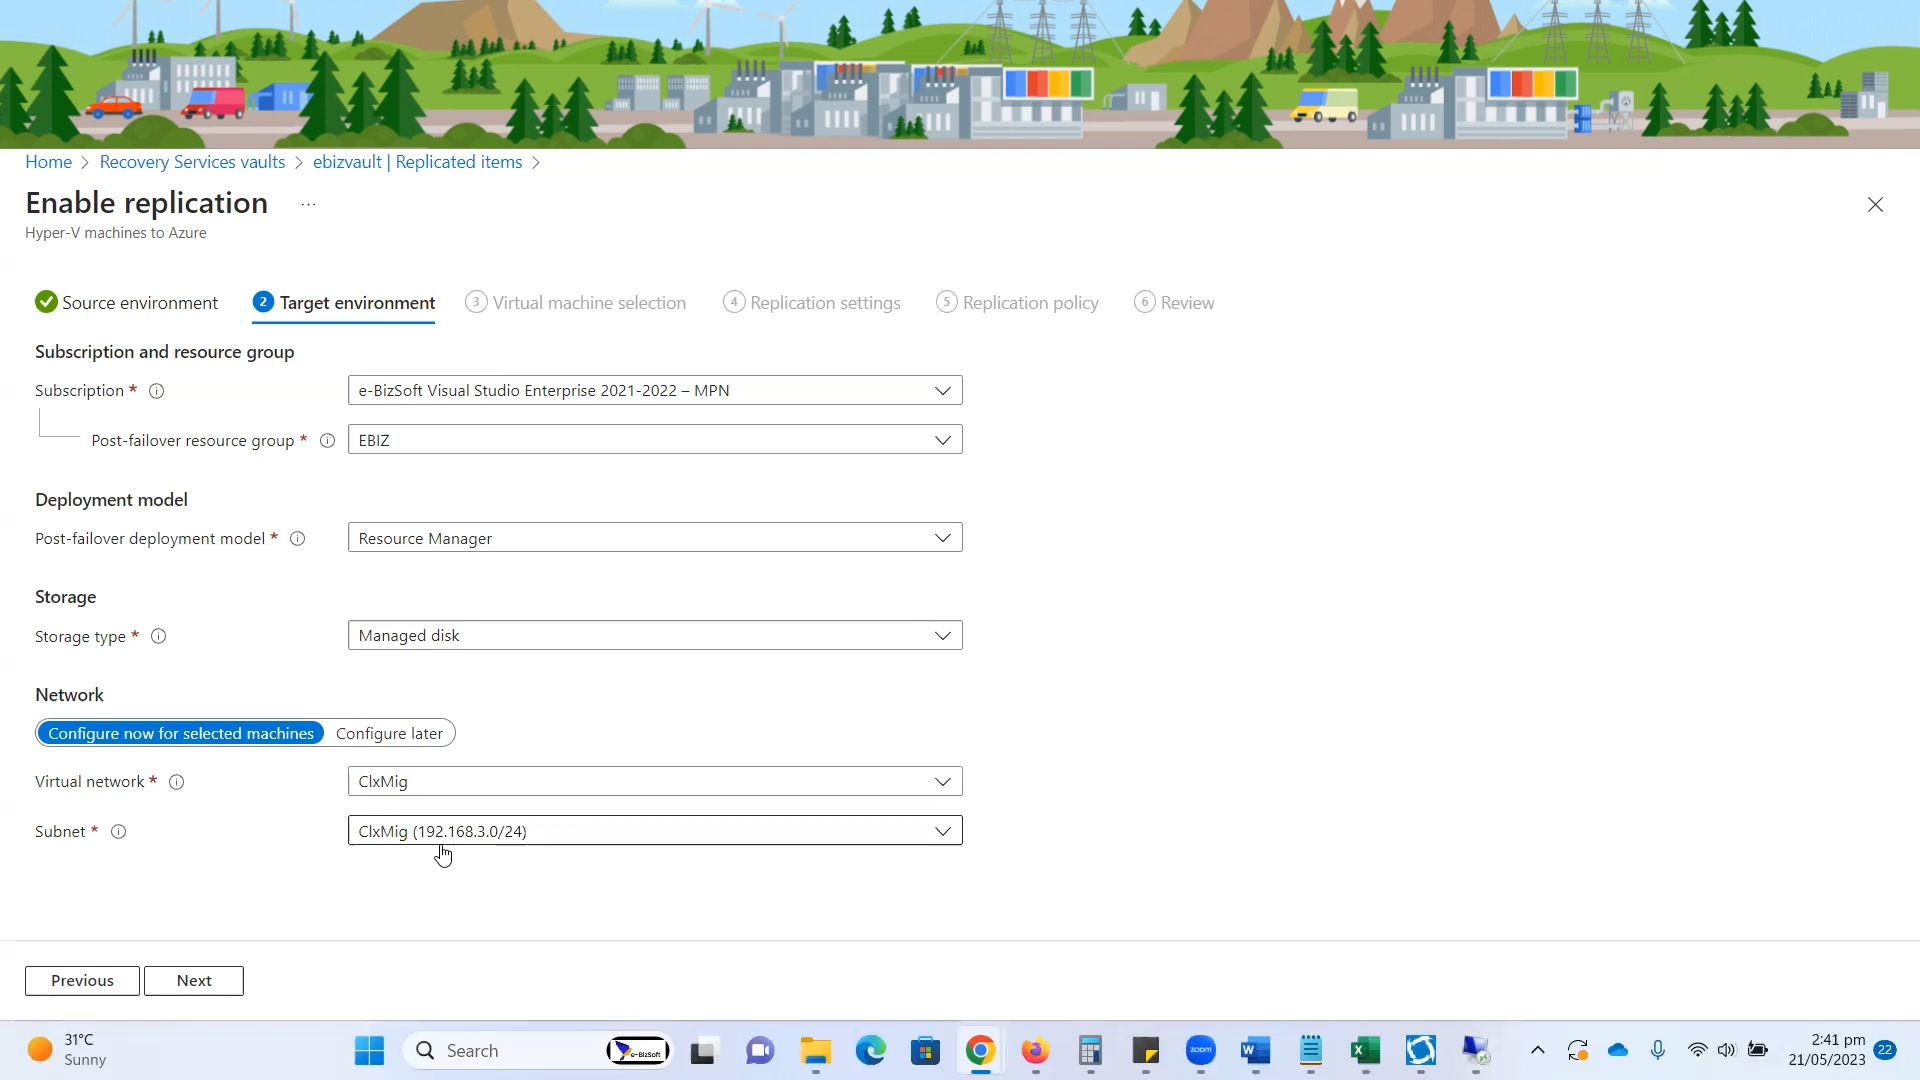 Home > Recovery Services vaults > ebizvault | Replicated items >
Enable replication ...
Hyper-V machines to Azure
Source environment 2 Target environment 3 Virtual machine selection 4 Replication settings 5 Replication policy 6 Review
Subscription and resource group
Subscription * e-BizSoft Visual Studio Enterprise 2021-2022 – MPN
Post-failover resource group * EBIZ
Deployment model
Post-failover deployment model * Resource Manager
Storage
Storage type * Managed disk
Network
Configure now for selected machines Configure later
Virtual network * ClxMig
Subnet * ClxMig (192.168.3.0/24)
Previous Next
31°C
Sunny
Search
e-BizSoft
zoom
2:41 pm
21/05/2023
22